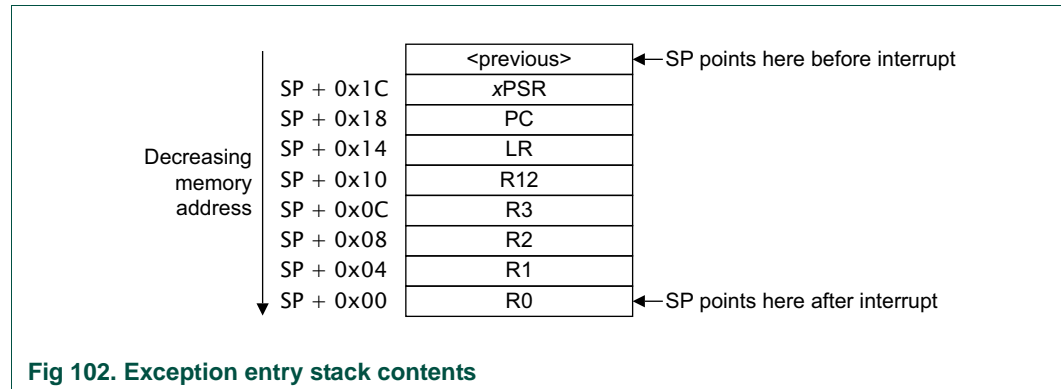 <previous>
SP points here before interrupt
SP + 0x1C xPSR
SP + 0x18 PC
SP + 0x14 LR
Decreasing
memory
address
SP + 0x10 R12
SP + 0x0C R3
SP + 0x08 R2
SP + 0x04 R1
SP + 0x00 R0
SP points here after interrupt
Fig 102. Exception entry stack contents